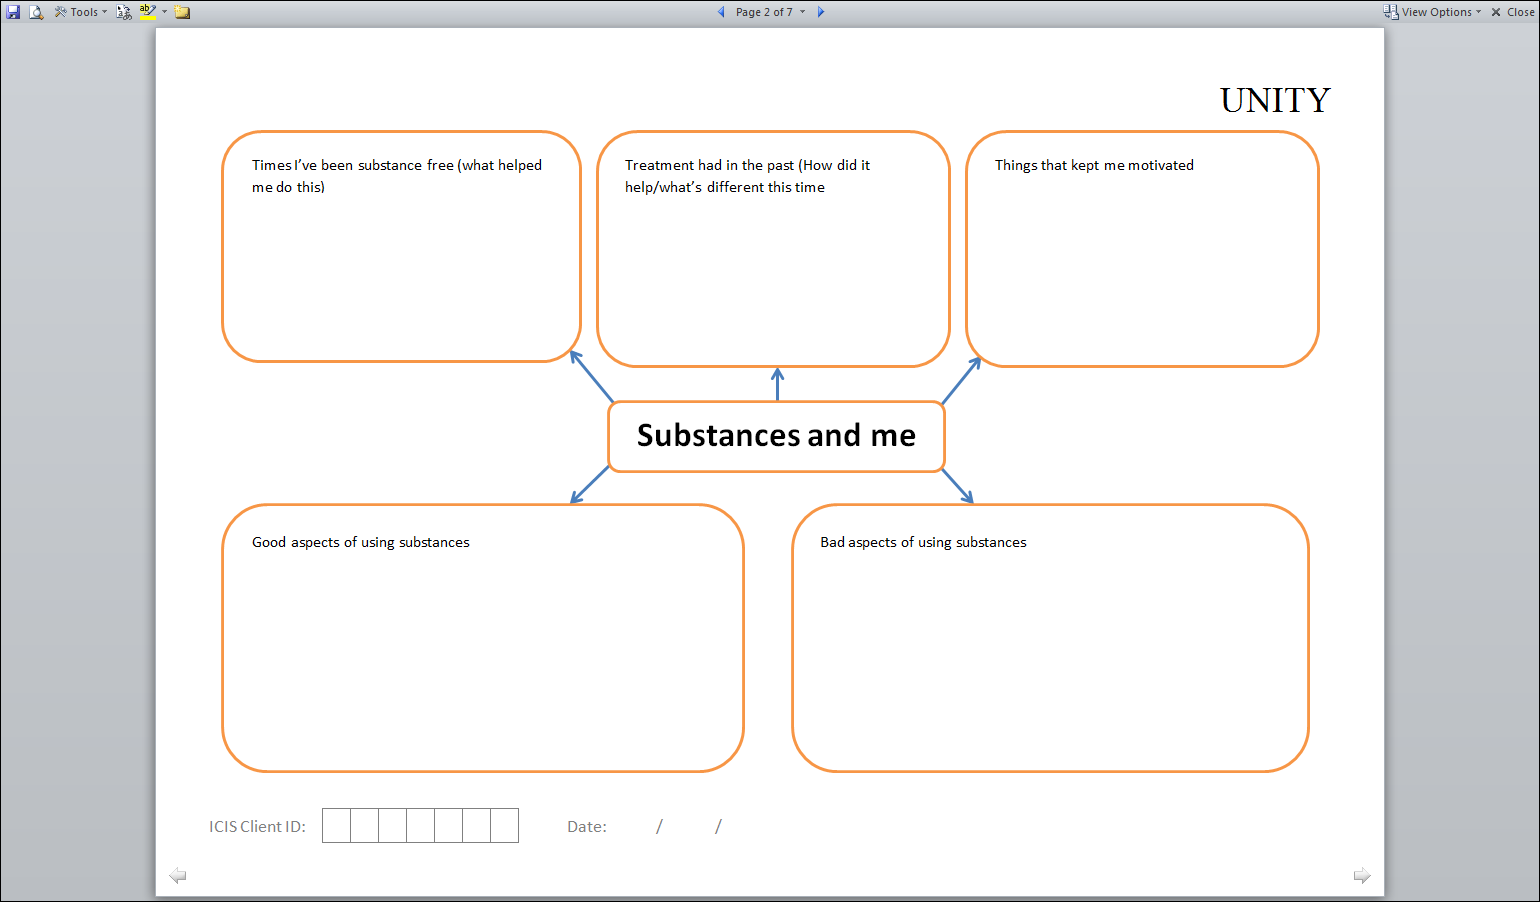 Tools
Page 2 of 7
View Options
Close
UNITY
Times I've been substance free (what helped
me do this)
Treatment had in the past (How did it
help/what's different this time
Things that kept me motivated
Substances and me
Good aspects of using substances
Bad aspects of using substances
ICIS Client ID:
Date: / /